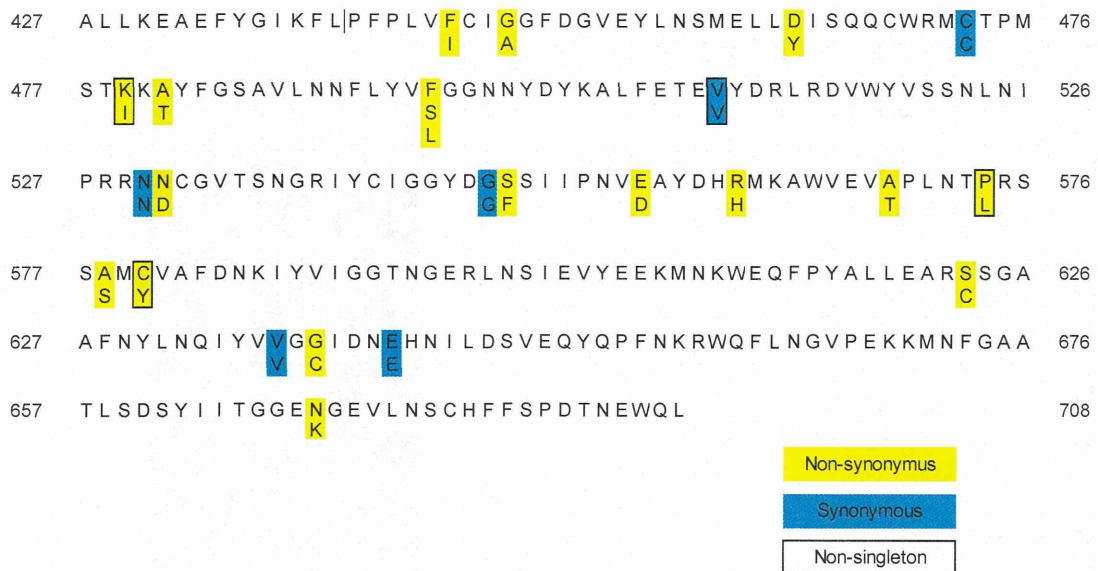 427 A L L K E A E F Y G I K F L | P F P L V F C I G G F D G V E Y L N S M E L L D I S Q Q C W R M C T P M 476
I A Y C
477 S T K K A Y F G S A V L N N F L Y V F G G N N Y D Y K A L F E T E V Y D R L R D V W Y V S S N L N I 526
I T S V
L
527 P R R N N C G V T S N G R I Y C I G G Y D G S S I I P N V E A Y D H R M K A W V E V A P L N T P R S 576
N D G F D H T L
577 S A M C V A F D N K I Y V I G G T N G E R L N S I E V Y E E K M N K W E Q F P Y A L L E A R S S G A 626
S Y C
627 A F N Y L N Q I Y V V G G I D N E H N I L D S V E Q Y Q P F N K R W Q F L N G V P E K K M N F G A A 676
V C E
657 T L S D S Y I I T G G E N G E V L N S C H F F S P D T N E W Q L 708
K
Non-synonymus
Synonymous
Non-singleton